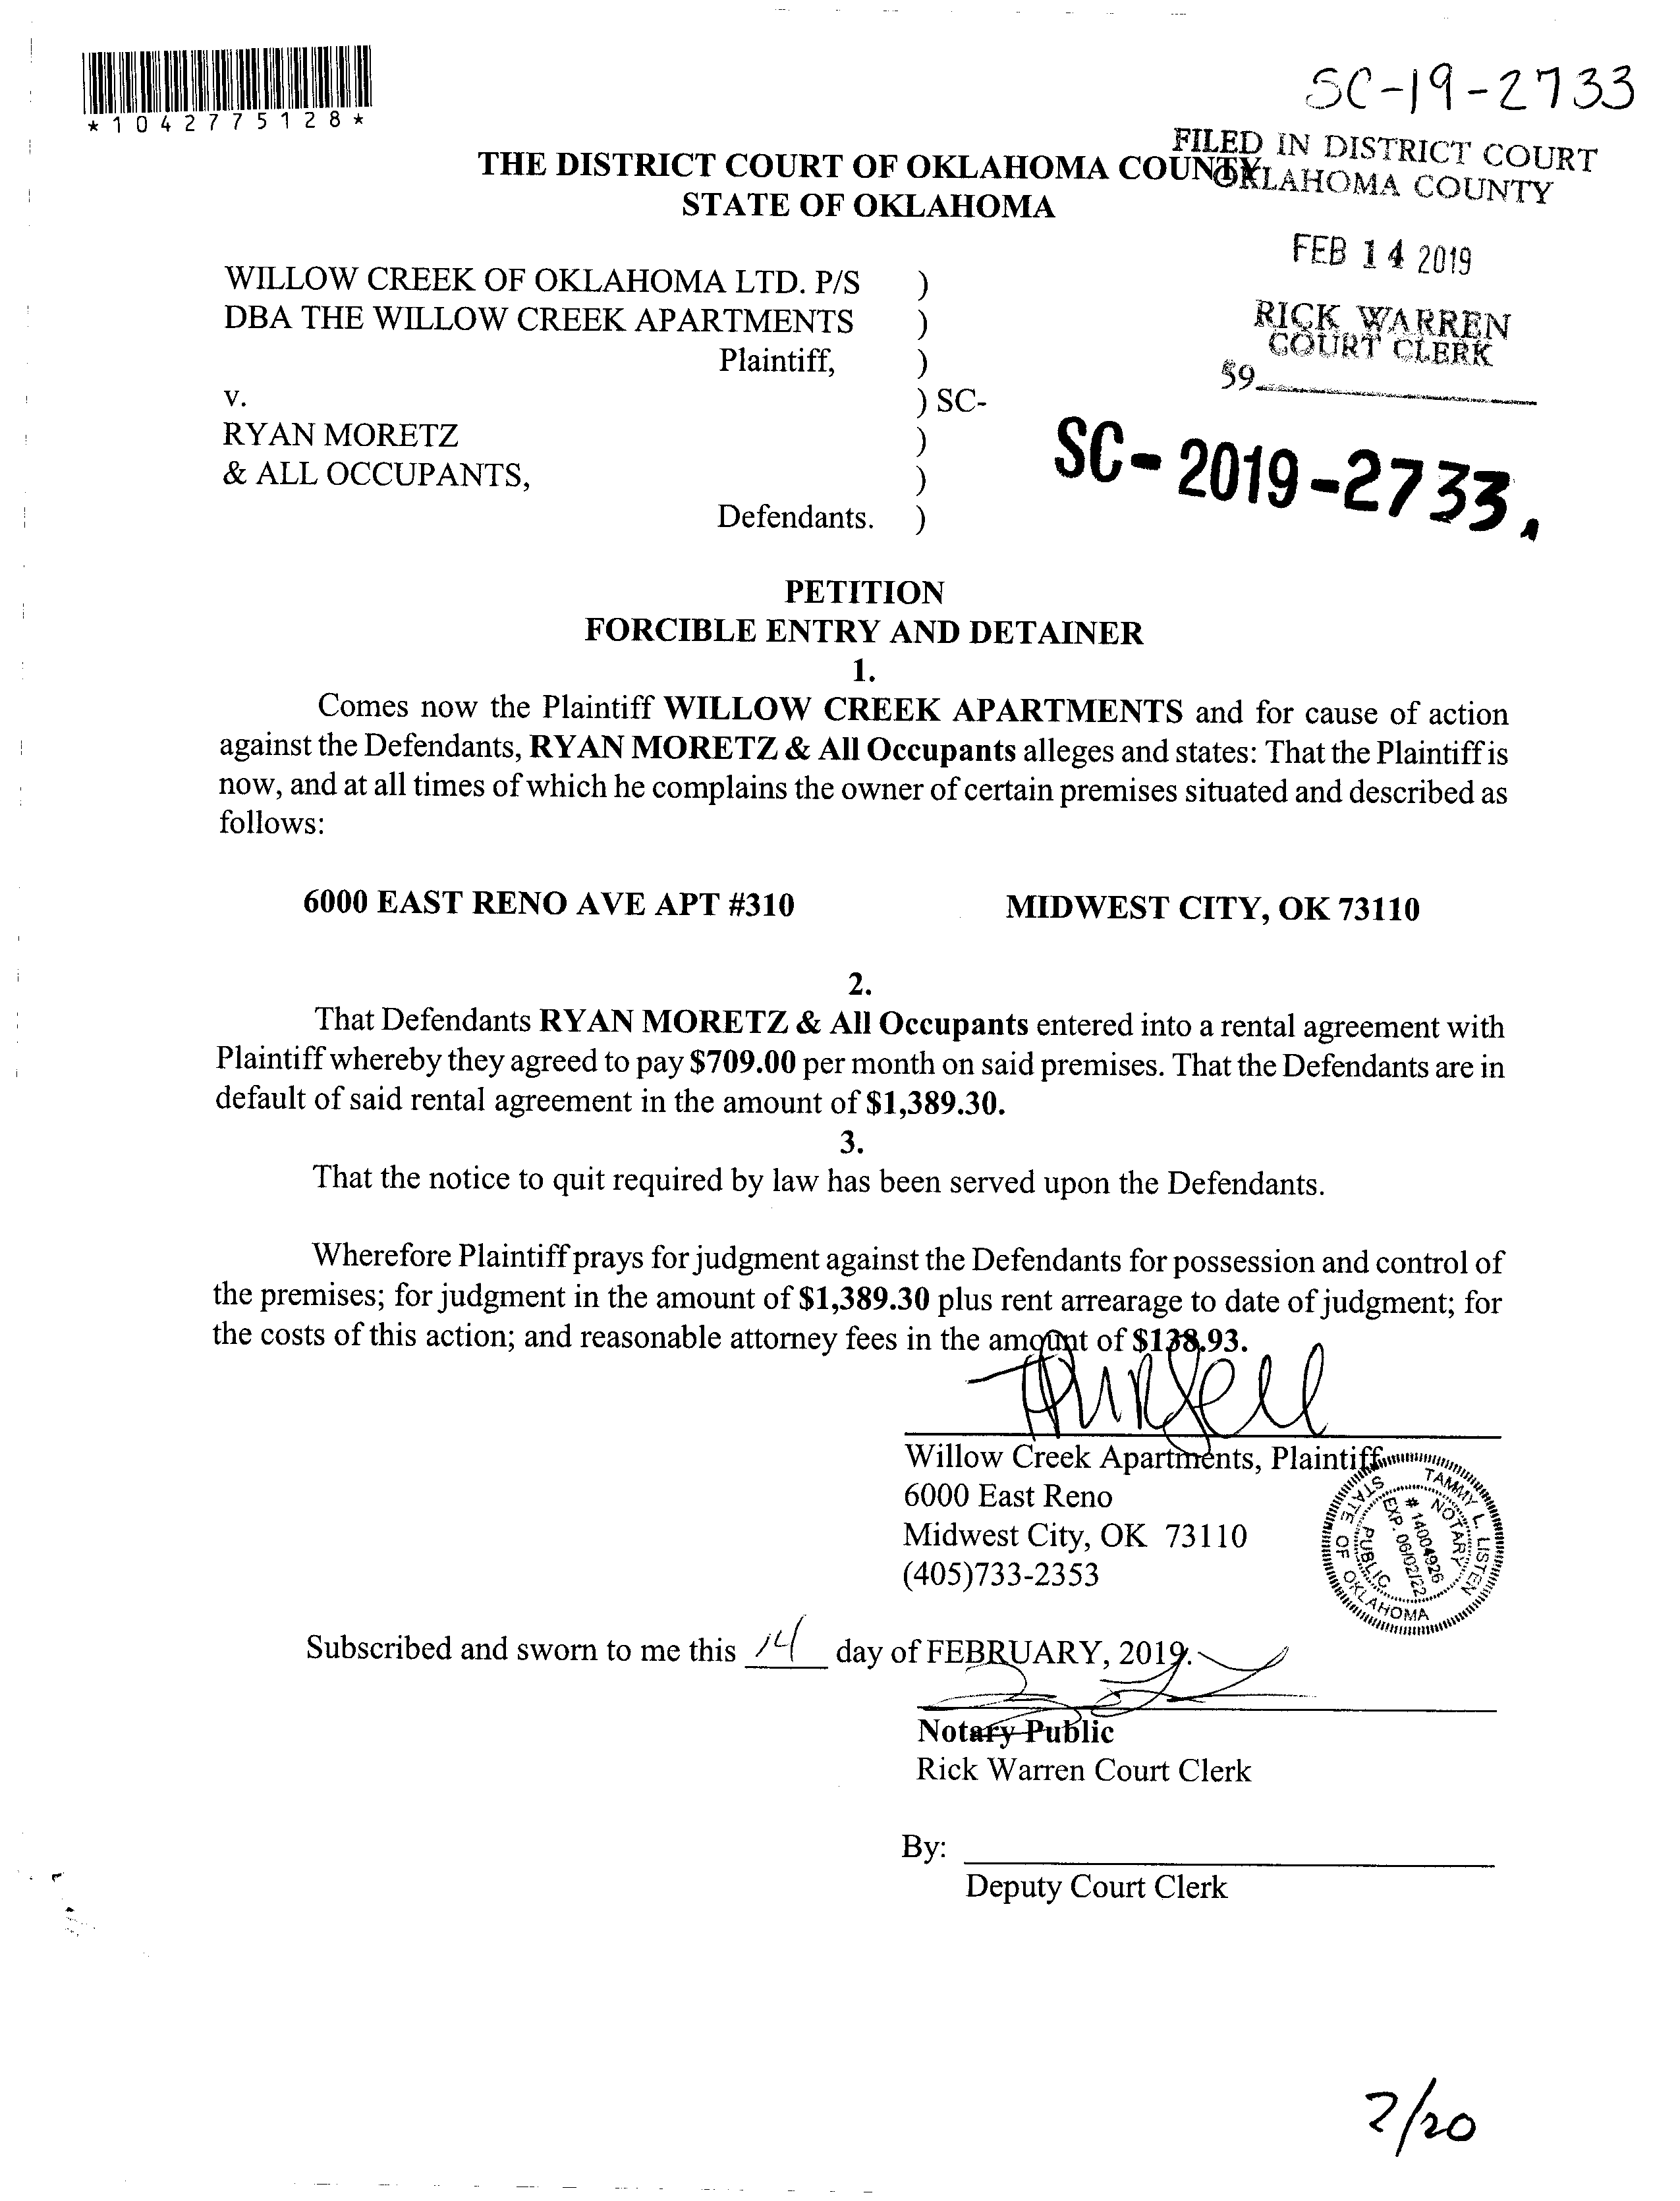 SC-19-2733
*1042775128*
FILED IN DISTRICT COURT
OKLAHOMA COUNTY
THE DISTRICT COURT OF OKLAHOMA COUNTY
STATE OF OKLAHOMA
FEB 14 2019
RICK WARREN
COURT CLERK
59
WILLOW CREEK OF OKLAHOMA LTD. P/S )
DBA THE WILLOW CREEK APARTMENTS )
Plaintiff, )
v. ) SC-
SC-2019-2733
RYAN MORETZ )
& ALL OCCUPANTS, )
Defendants. )
PETITION
FORCIBLE ENTRY AND DETAINER
1.
Comes now the Plaintiff WILLOW CREEK APARTMENTS and for cause of action
against the Defendants, RYAN MORETZ & All Occupants alleges and states: That the Plaintiff is
now, and at all times of which he complains the owner of certain premises situated and described as
follows:
6000 EAST RENO AVE APT #310 MIDWEST CITY, OK 73110
2.
That Defendants RYAN MORETZ & All Occupants entered into a rental agreement with
Plaintiff whereby they agreed to pay $709.00 per month on said premises. That the Defendants are in
default of said rental agreement in the amount of $1,389.30.
3.
That the notice to quit required by law has been served upon the Defendants.
Wherefore Plaintiff prays for judgment against the Defendants for possession and control of
the premises; for judgment in the amount of $1,389.30 plus rent arrearage to date of judgment; for
the costs of this action; and reasonable attorney fees in the amount of $138.93.
Willow Creek Apartments, Plaintiff
6000 East Reno
Midwest City, OK 73110
(405)733-2353
TAMMY L. LISTEN
NOTARY PUBLIC
# 14004926
EXP. 06/02/22
STATE OF OKLAHOMA
Subscribed and sworn to me this 14 day of FEBRUARY, 2019.
Notary Public
Rick Warren Court Clerk
By:
Deputy Court Clerk
2/20